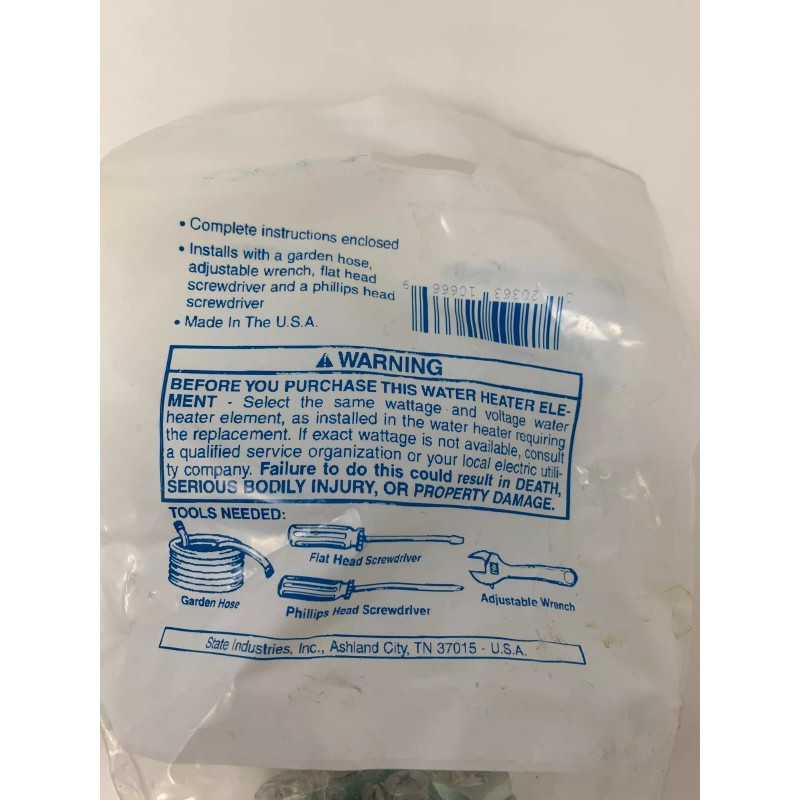 • Complete instructions enclosed
• Installs with a garden hose,
adjustable wrench, flat head
screwdriver and a phillips head
screwdriver
• Made In The U.S.A.
3 20363 10666 9
⚠ WARNING
BEFORE YOU PURCHASE THIS WATER HEATER ELE-
MENT - Select the same wattage and voltage water
heater element, as installed in the water heater requiring
the replacement. If exact wattage is not available, consult
a qualified service organization or your local electric utili-
ty company. Failure to do this could result in DEATH,
SERIOUS BODILY INJURY, OR PROPERTY DAMAGE.
TOOLS NEEDED:
Flat Head Screwdriver
Garden Hose
Phillips Head Screwdriver
Adjustable Wrench
State Industries, Inc., Ashland City, TN 37015 - U.S.A.